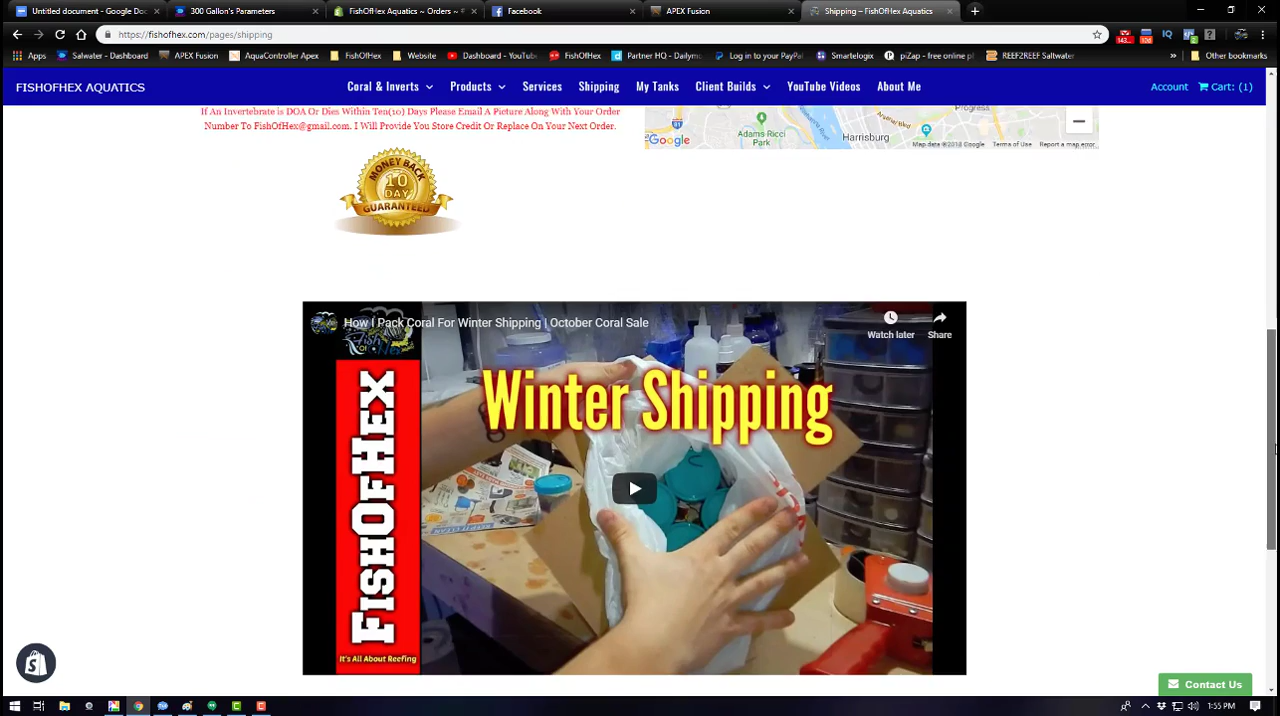 Untitled document - Google Doc
300 Gallon's Parameters
Facebook
APEX Fusion
Shipping FISHOFHEX AQUATICS
https://fishofhex.com/pages/shipping
Apps
Salwater - Dashboard
APEX Fusion
AquaController Apex
FishOfHex
Website
Dashboard - YouTube
FishOfHex
Partner HQ - Dailymo
Log in to your PayPal
Smartelogix
piZap - free online ph
REEF2REEF Saltwater
Other bookmarks
FISHOFHEX AQUATICS
Coral & Inverts
Products
Services
Shipping
My Tanks
Client Builds
YouTube Videos
About Me
Account
Cart: (1)
If An Invertebrate is DOA Or Dies Within Ten(10) Days Please Email A Picture Along With Your Order
Number To FishOfHex@gmail.com. I Will Provide You Store Credit Or Replace On Your Next Order.
Progress
81
Adams Ricci
Park
Harrisburg
Google
Map data ©2018 Google
Terms of Use
Report a map error
MONEY BACK
10
DAY
GUARANTEED
How I Pack Coral For Winter Shipping | October Coral Sale
Watch later
Share
Winter Shipping
FISHOFHEX
It's All About Reefing
Contact Us
1:55 PM